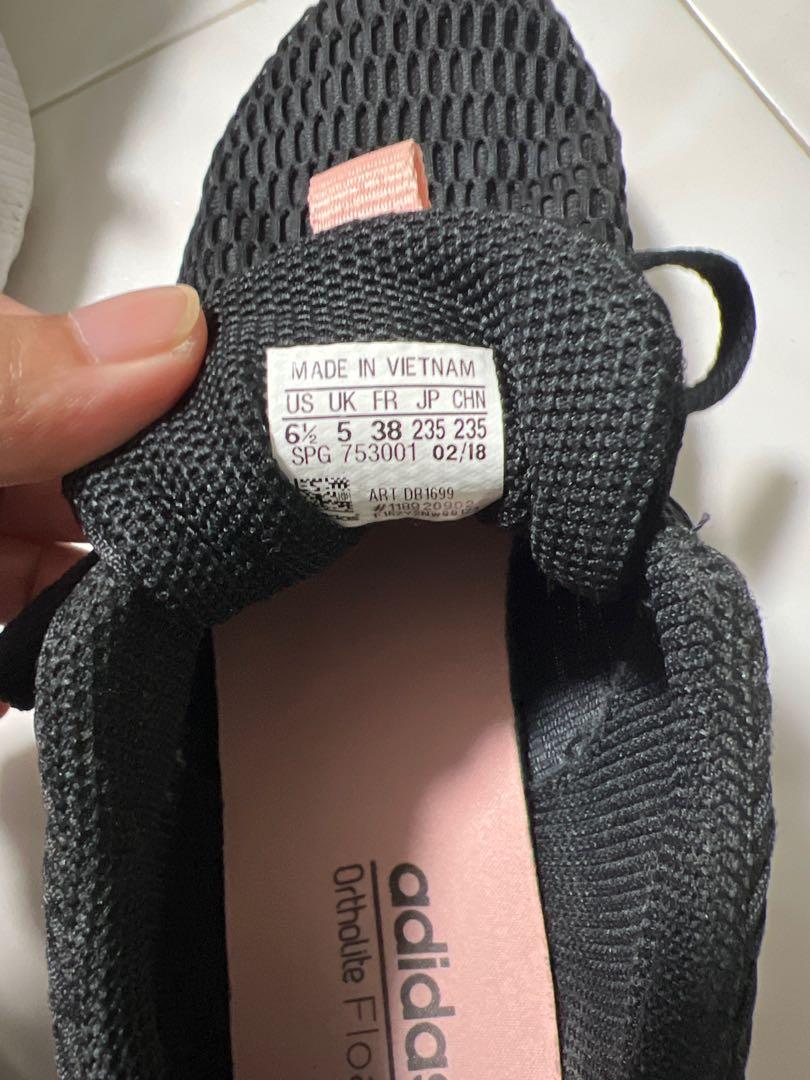 MADE IN VIETNAM
US UK FR JP CHN
6½ 5 38 235 235
SPG 753001 02/18
ART DB1699
adidas
Ortholite